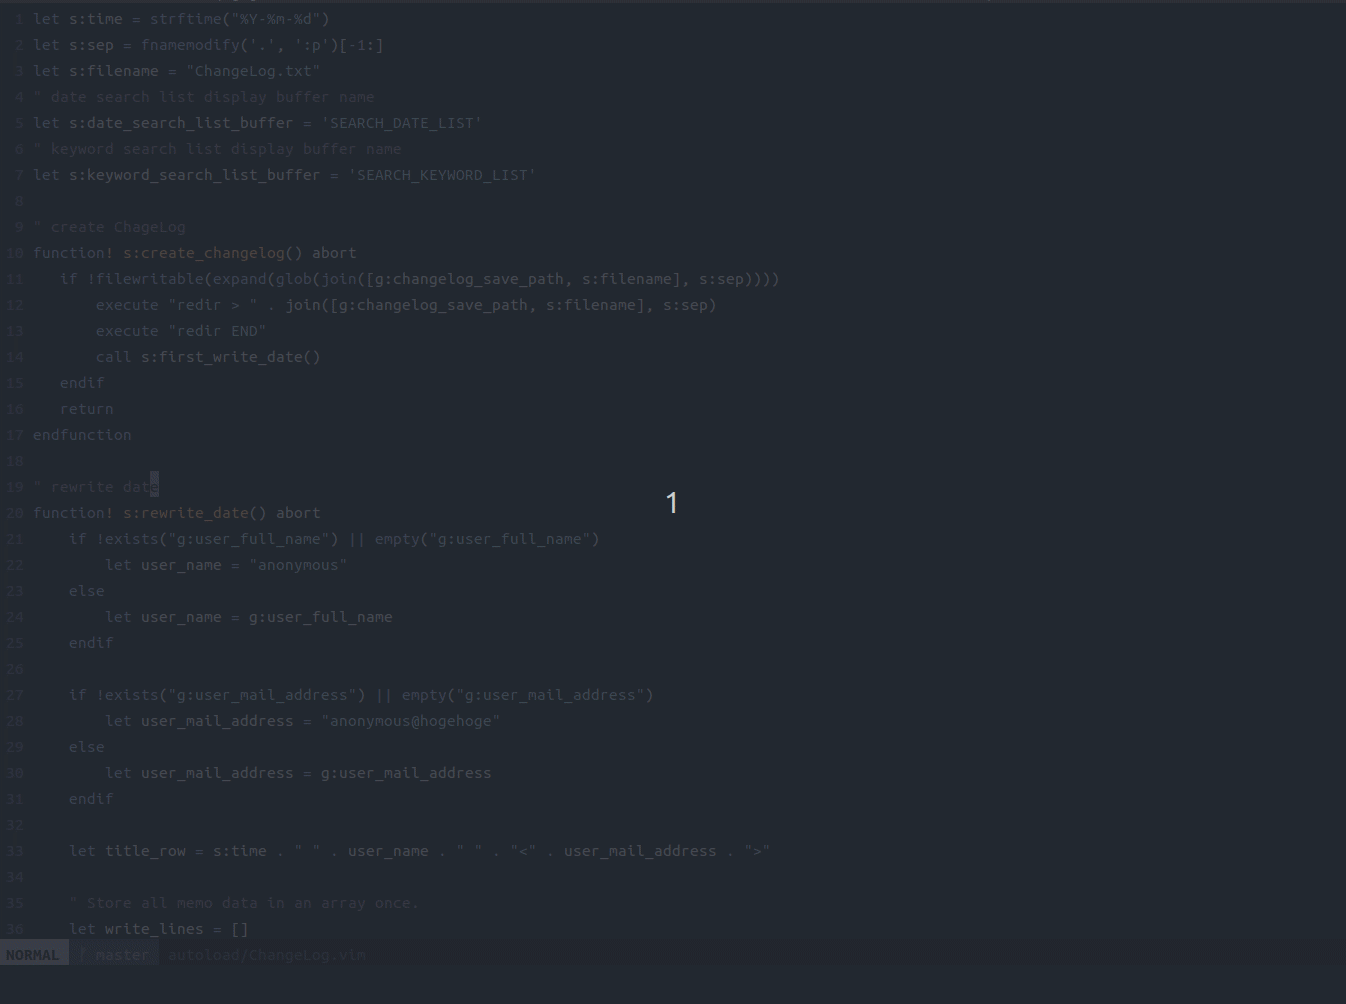 1 let s:time = strftime("%Y-%m-%d")
2 let s:sep = fnamemodify('.', ':p')[-1:]
3 let s:filename = "ChangeLog.txt"
4 " date search list display buffer name
5 let s:date_search_list_buffer = 'SEARCH_DATE_LIST'
6 " keyword search list display buffer name
7 let s:keyword_search_list_buffer = 'SEARCH_KEYWORD_LIST'
8
9 " create ChageLog
10 function! s:create_changelog() abort
11    if !filewritable(expand(glob(join([g:changelog_save_path, s:filename], s:sep))))
12        execute "redir > " . join([g:changelog_save_path, s:filename], s:sep)
13        execute "redir END"
14        call s:first_write_date()
15    endif
16    return
17 endfunction
18
19 " rewrite date
20 function! s:rewrite_date() abort
21     if !exists("g:user_full_name") || empty("g:user_full_name")
22         let user_name = "anonymous"
23     else
24         let user_name = g:user_full_name
25     endif
26
27     if !exists("g:user_mail_address") || empty("g:user_mail_address")
28         let user_mail_address = "anonymous@hogehoge"
29     else
30         let user_mail_address = g:user_mail_address
31     endif
32
33     let title_row = s:time . " " . user_name . " " . "<" . user_mail_address . ">"
34
35     " Store all memo data in an array once.
36     let write_lines = []
NORMAL master autoload/ChangeLog.vim
1